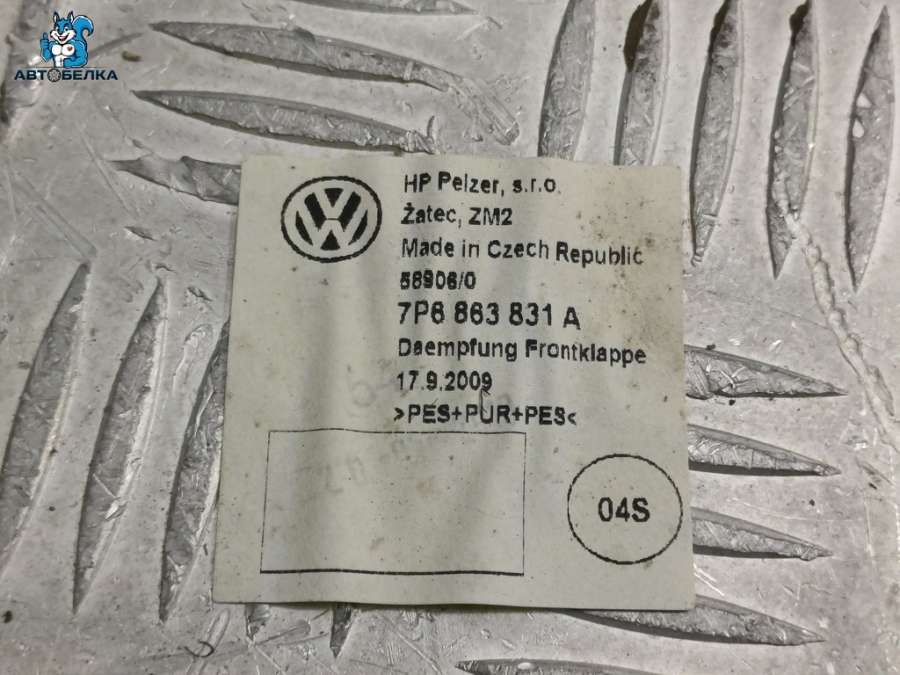 АВТОБЕЛКА
VW
HP Pelzer, s.r.o.
Žatec, ZM2
Made in Czech Republic
58906/0
7P6 863 831 A
Daempfung Frontklappe
17.9.2009
>PES+PUR+PES<
04S